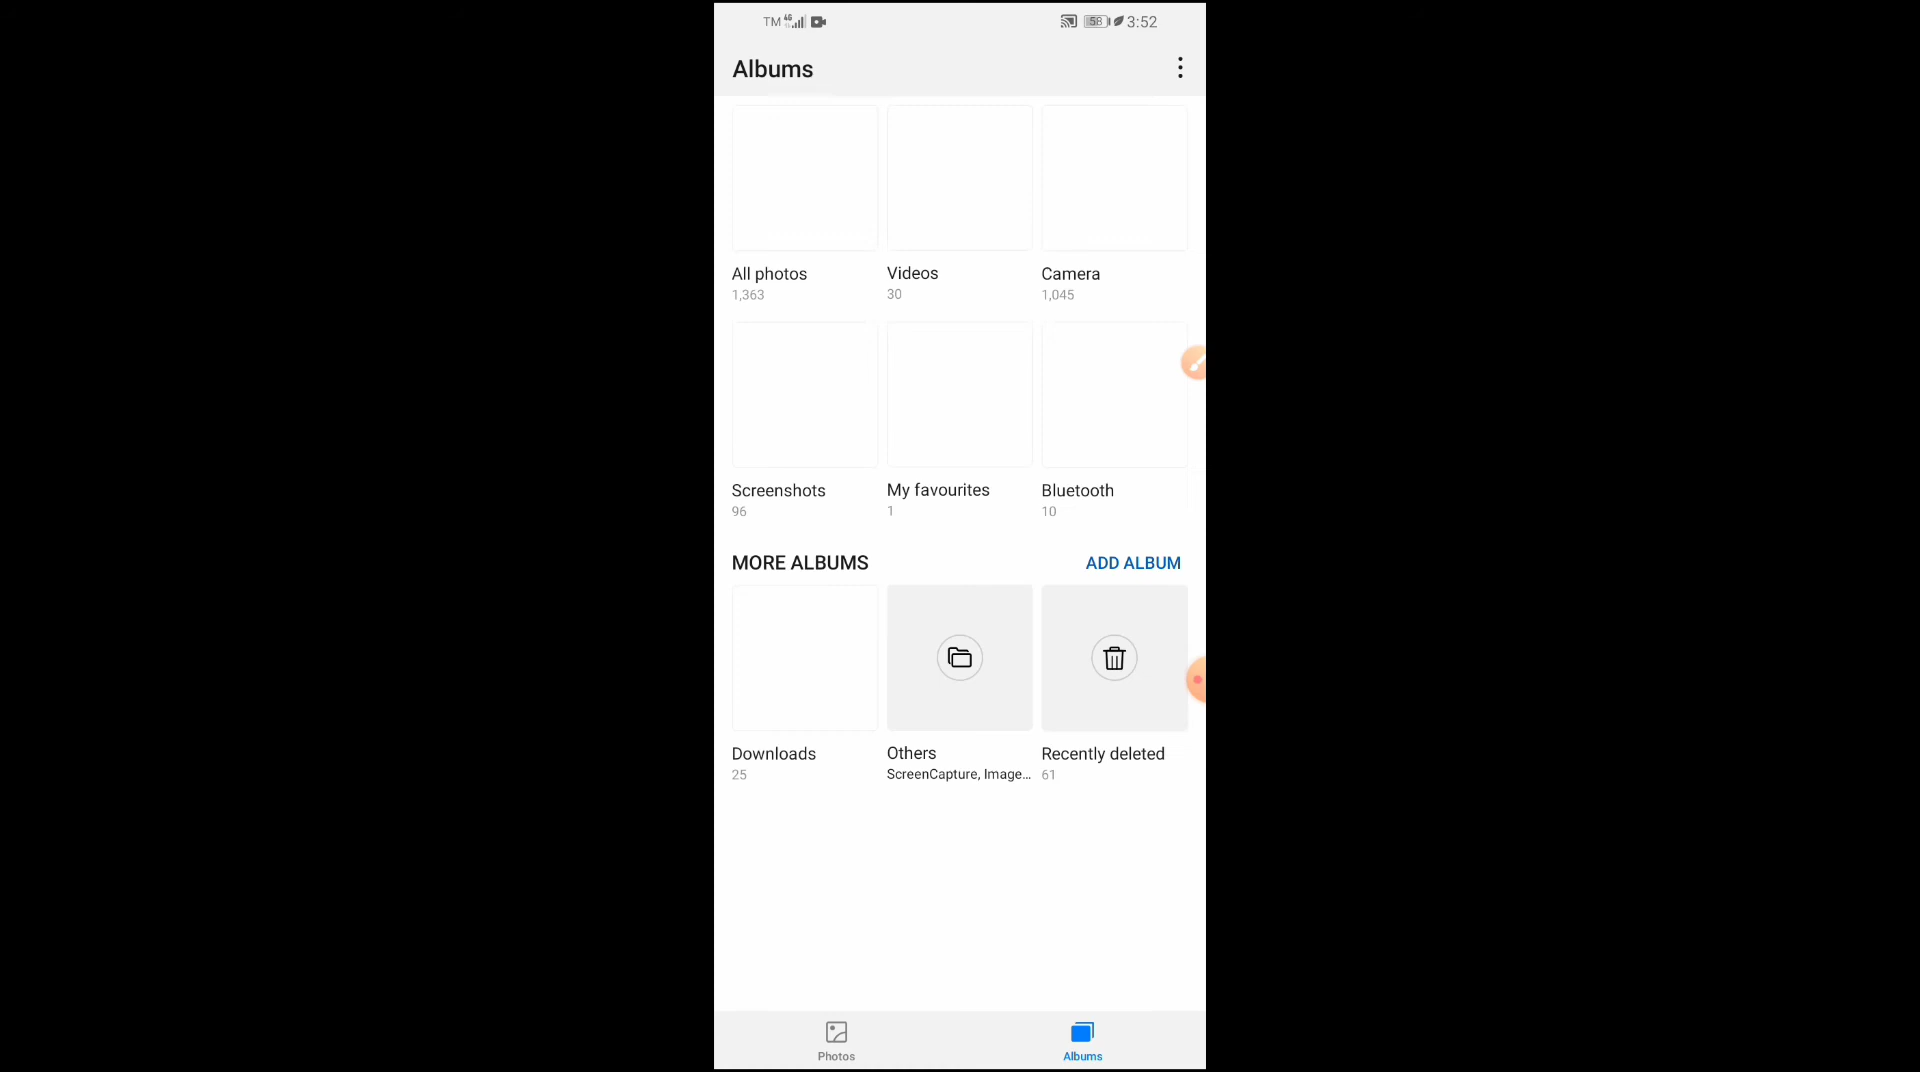 TM 4G 58 3:52
Albums
All photos Videos Camera
1,363 30 1,045
Screenshots My favourites Bluetooth
96 1 10
MORE ALBUMS ADD ALBUM
Downloads Others Recently deleted
25 ScreenCapture, Image... 61
Photos Albums